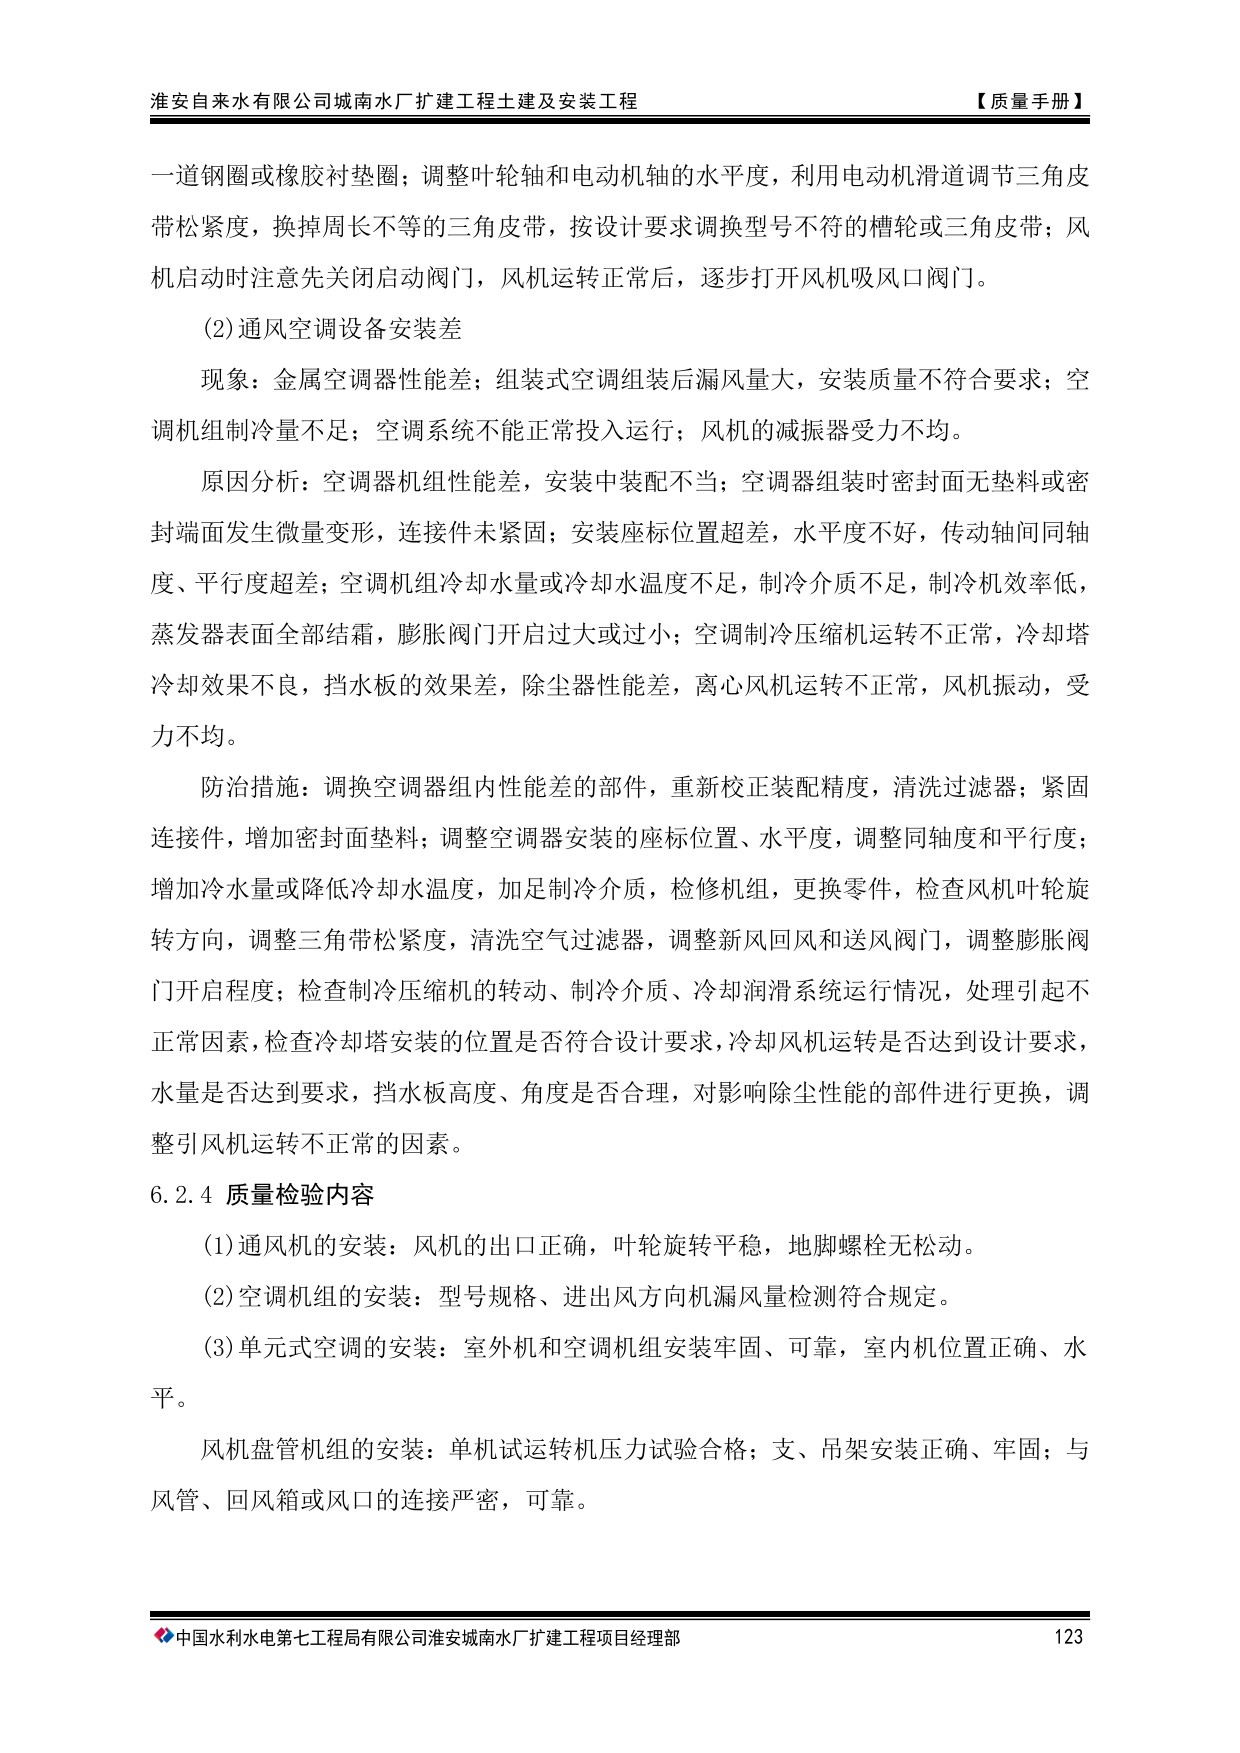 淮安自来水有限公司城南水厂扩建工程土建及安装工程 【质量手册】
一道钢圈或橡胶衬垫圈；调整叶轮轴和电动机轴的水平度，利用电动机滑道调节三角皮
带松紧度，换掉周长不等的三角皮带，按设计要求调换型号不符的槽轮或三角皮带；风
机启动时注意先关闭启动阀门，风机运转正常后，逐步打开风机吸风口阀门。
(2)通风空调设备安装差
现象：金属空调器性能差；组装式空调组装后漏风量大，安装质量不符合要求；空
调机组制冷量不足；空调系统不能正常投入运行；风机的减振器受力不均。
原因分析：空调器机组性能差，安装中装配不当；空调器组装时密封面无垫料或密
封端面发生微量变形，连接件未紧固；安装座标位置超差，水平度不好，传动轴间同轴
度、平行度超差；空调机组冷却水量或冷却水温度不足，制冷介质不足，制冷机效率低，
蒸发器表面全部结霜，膨胀阀门开启过大或过小；空调制冷压缩机运转不正常，冷却塔
冷却效果不良，挡水板的效果差，除尘器性能差，离心风机运转不正常，风机振动，受
力不均。
防治措施：调换空调器组内性能差的部件，重新校正装配精度，清洗过滤器；紧固
连接件，增加密封面垫料；调整空调器安装的座标位置、水平度，调整同轴度和平行度；
增加冷水量或降低冷却水温度，加足制冷介质，检修机组，更换零件，检查风机叶轮旋
转方向，调整三角带松紧度，清洗空气过滤器，调整新风回风和送风阀门，调整膨胀阀
门开启程度；检查制冷压缩机的转动、制冷介质、冷却润滑系统运行情况，处理引起不
正常因素，检查冷却塔安装的位置是否符合设计要求，冷却风机运转是否达到设计要求，
水量是否达到要求，挡水板高度、角度是否合理，对影响除尘性能的部件进行更换，调
整引风机运转不正常的因素。
6.2.4 质量检验内容
(1)通风机的安装：风机的出口正确，叶轮旋转平稳，地脚螺栓无松动。
(2)空调机组的安装：型号规格、进出风方向机漏风量检测符合规定。
(3)单元式空调的安装：室外机和空调机组安装牢固、可靠，室内机位置正确、水
平。
风机盘管机组的安装：单机试运转机压力试验合格；支、吊架安装正确、牢固；与
风管、回风箱或风口的连接严密，可靠。
中国水利水电第七工程局有限公司淮安城南水厂扩建工程项目经理部 123